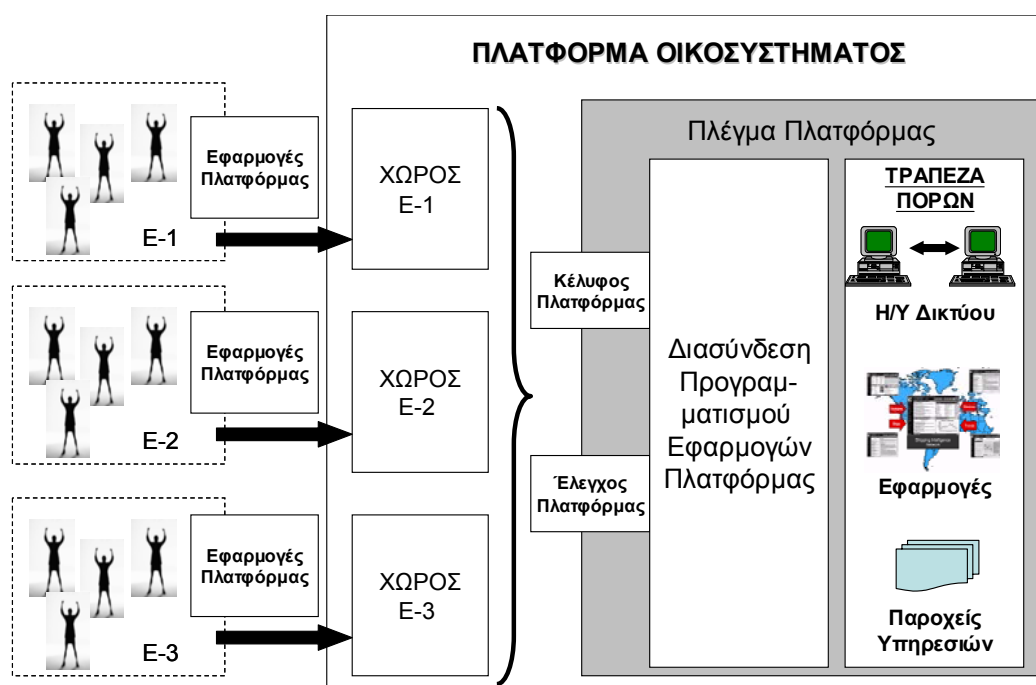 ΠΛΑΤΦΟΡΜΑ ΟΙΚΟΣΥΣΤΗΜΑΤΟΣ
Εφαρμογές
Πλατφόρμας
E-1
ΧΩΡΟΣ
E-1
Εφαρμογές
Πλατφόρμας
E-2
ΧΩΡΟΣ
E-2
Εφαρμογές
Πλατφόρμας
E-3
ΧΩΡΟΣ
E-3
Πλέγμα Πλατφόρμας
Κέλυφος
Πλατφόρμας
Έλεγχος
Πλατφόρμας
Διασύνδεση
Προγραμ-
ματισμού
Εφαρμογών
Πλατφόρμας
ΤΡΑΠΕΖΑ
ΠΟΡΩΝ
Η/Υ Δικτύου
Εφαρμογές
Παροχείς
Υπηρεσιών